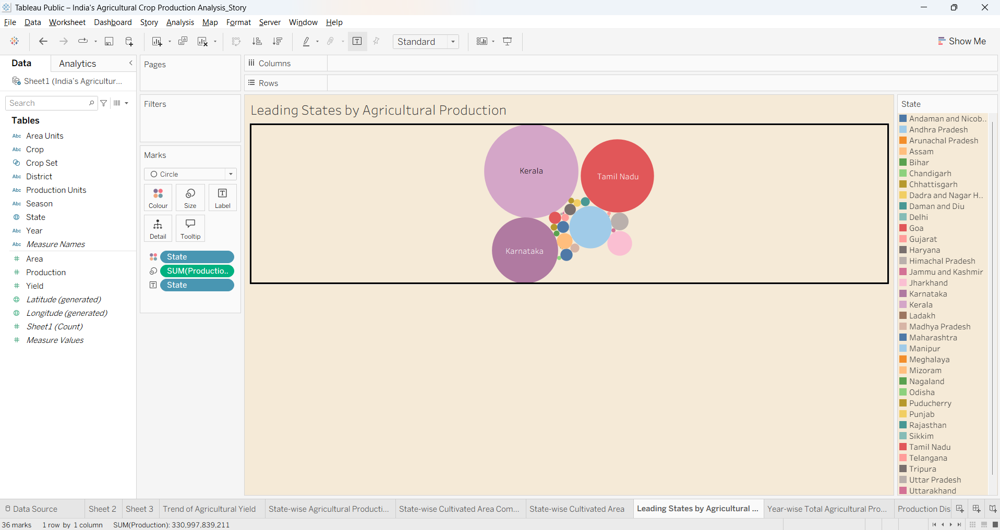 Tableau Public – India's Agricultural Crop Production Analysis_Story
File Data Worksheet Dashboard Story Analysis Map Format Server Window Help
Standard
Show Me
Data
Analytics
Sheet1 (India's Agricultur...
Search
Tables
Abc Area Units
Abc Crop
Crop Set
Abc District
Abc Production Units
Abc Season
State
Abc Year
Abc Measure Names
Area
Production
Yield
Latitude (generated)
Longitude (generated)
Sheet1 (Count)
Measure Values
Pages
Filters
Marks
Circle
Colour Size Label
Detail Tooltip
State
SUM(Productio..
State
Columns
Rows
Leading States by Agricultural Production
Kerala
Tamil Nadu
Karnataka
State
Andaman and Nicob..
Andhra Pradesh
Arunachal Pradesh
Assam
Bihar
Chandigarh
Chhattisgarh
Dadra and Nagar H..
Daman and Diu
Delhi
Goa
Gujarat
Haryana
Himachal Pradesh
Jammu and Kashmir
Jharkhand
Karnataka
Kerala
Ladakh
Madhya Pradesh
Maharashtra
Manipur
Meghalaya
Mizoram
Nagaland
Odisha
Puducherry
Punjab
Rajasthan
Sikkim
Tamil Nadu
Telangana
Tripura
Uttar Pradesh
Uttarakhand
Data Source Sheet 2 Sheet 3 Trend of Agricultural Yield State-wise Agricultural Producti... State-wise Cultivated Area Com... State-wise Cultivated Area Leading States by Agricultural ... Year-wise Total Agricultural Pro... Production Dis
36 marks 1 row by 1 column SUM(Production): 330,997,839,211